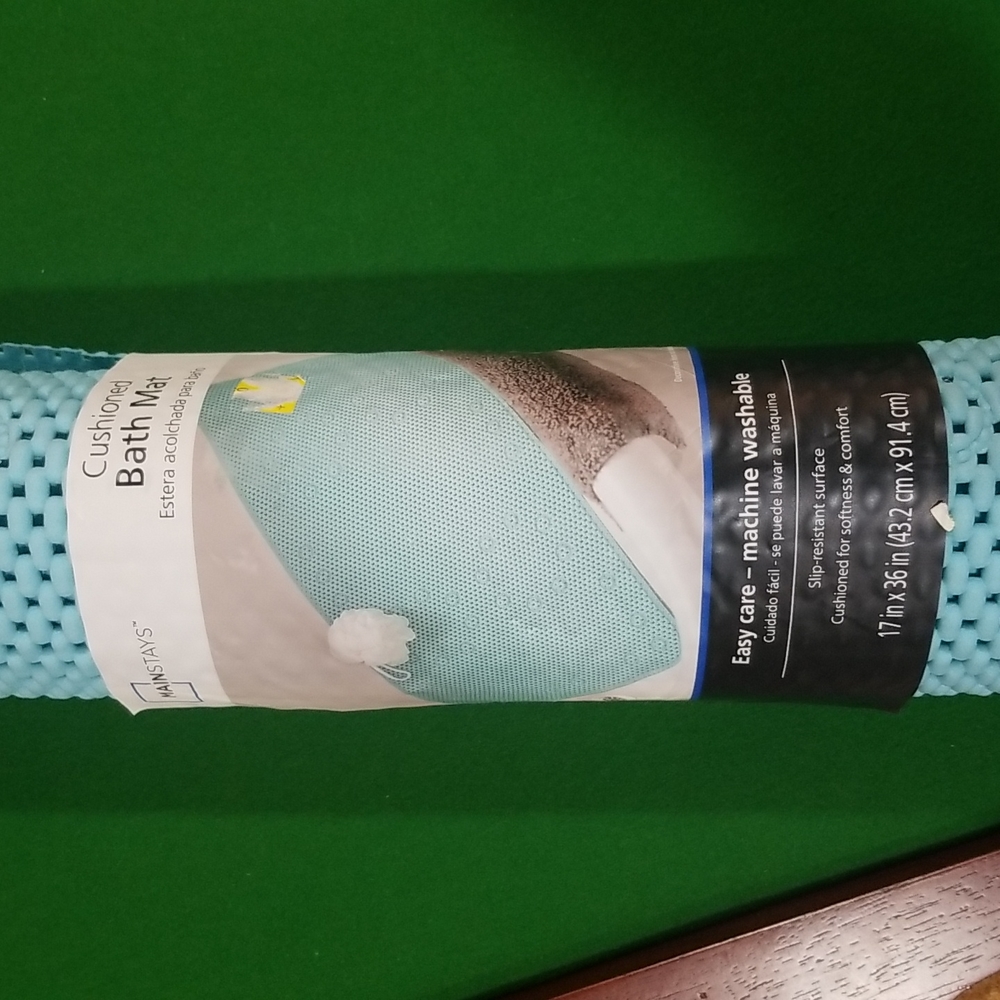 Cushioned
Bath Mat
Estera acolchada para baño
MAINSTAYS™
Easy care – machine washable
Cuidado fácil - se puede lavar a máquina
Slip-resistant surface
Cushioned for softness & comfort
17 in x 36 in (43.2 cm x 91.4 cm)